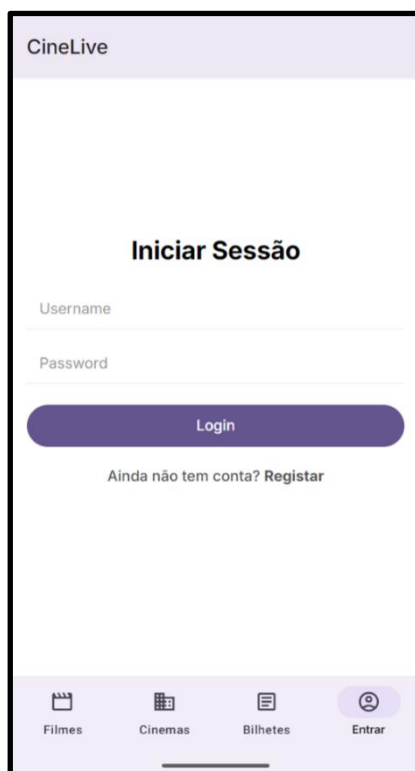 CineLive
Iniciar Sessão
Username
Password
Login
Ainda não tem conta? Registar
Filmes Cinemas Bilhetes Entrar